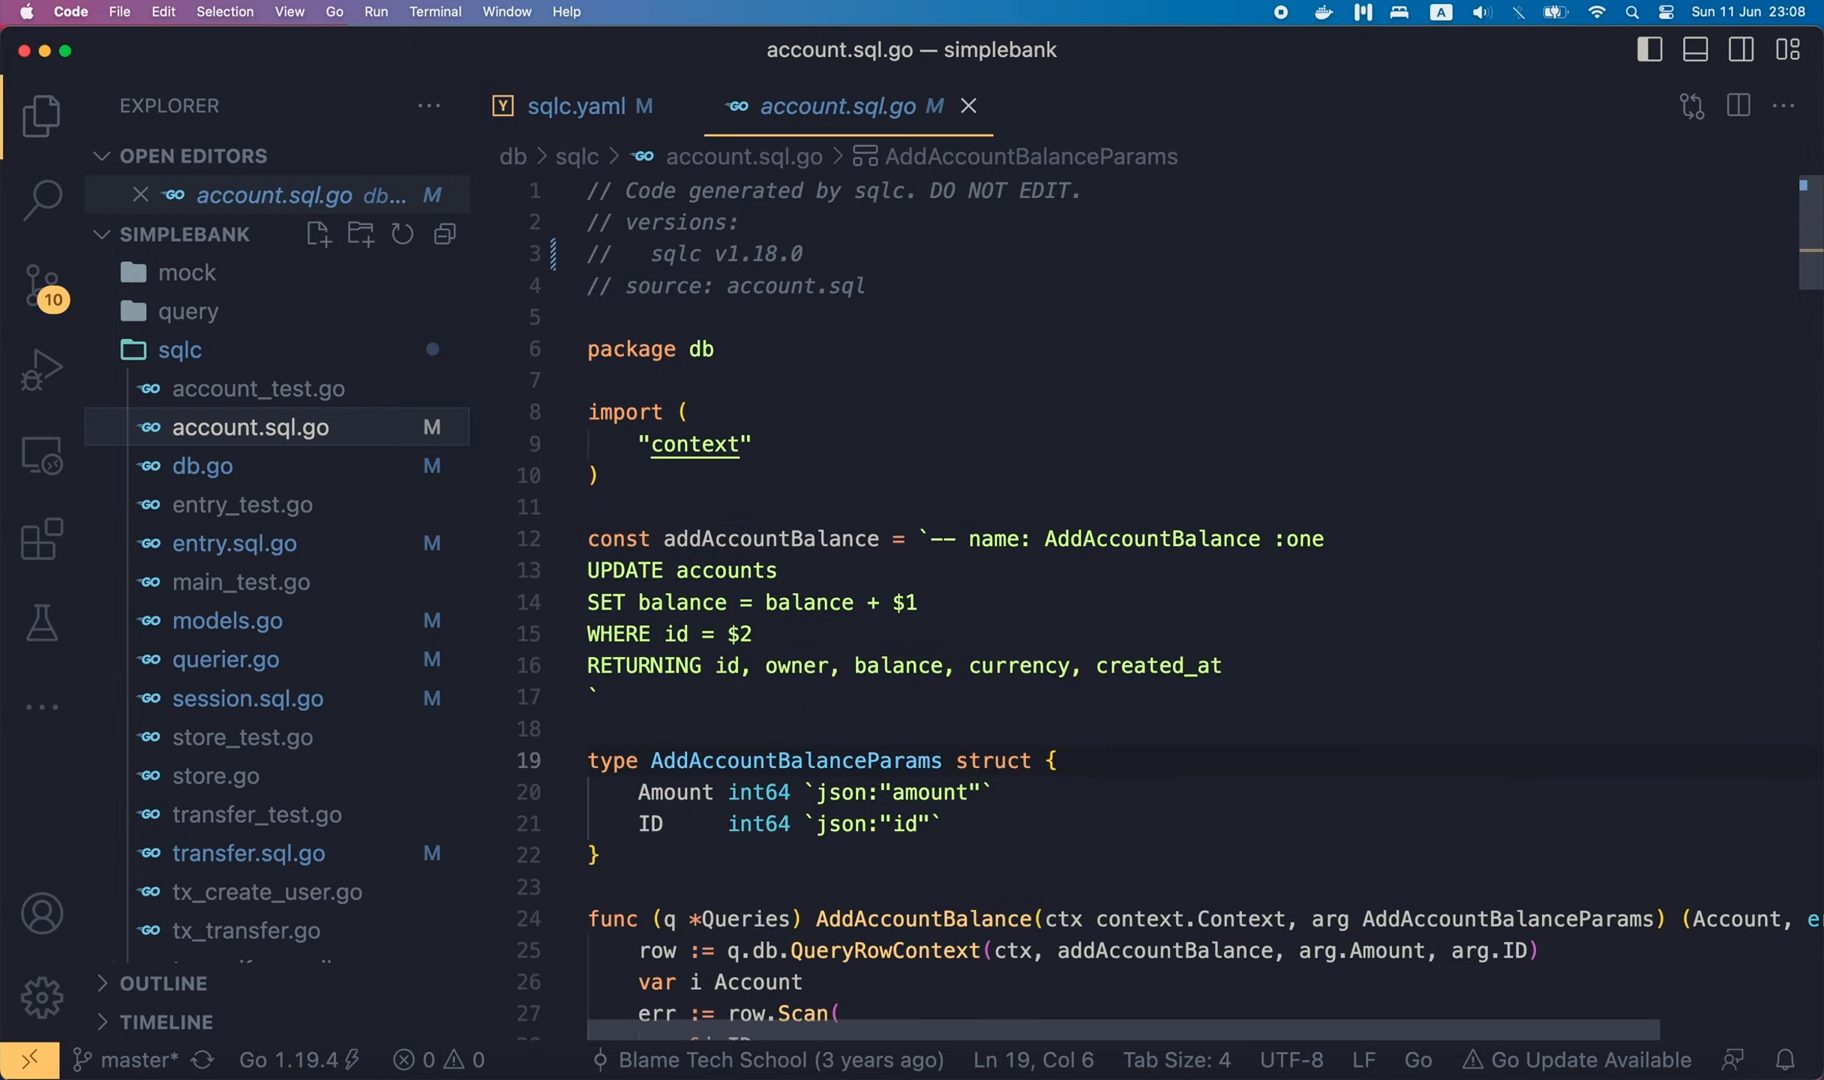 Code File Edit Selection View Go Run Terminal Window Help
A
Sun 11 Jun 23:08
account.sql.go — simplebank
EXPLORER
OPEN EDITORS
account.sql.go db... M
SIMPLEBANK
mock
query
sqlc
account_test.go
account.sql.go M
db.go M
entry_test.go
entry.sql.go M
main_test.go
models.go M
querier.go M
session.sql.go M
store_test.go
store.go
transfer_test.go
transfer.sql.go M
tx_create_user.go
tx_transfer.go
OUTLINE
TIMELINE
10
Y sqlc.yaml M
GO account.sql.go M
db > sqlc > account.sql.go > AddAccountBalanceParams
1 // Code generated by sqlc. DO NOT EDIT.
2 // versions:
3 //   sqlc v1.18.0
4 // source: account.sql
5
6 package db
7
8 import (
9     "context"
10 )
11
12 const addAccountBalance = `-- name: AddAccountBalance :one
13 UPDATE accounts
14 SET balance = balance + $1
15 WHERE id = $2
16 RETURNING id, owner, balance, currency, created_at
17 `
18
19 type AddAccountBalanceParams struct {
20     Amount int64 `json:"amount"`
21     ID     int64 `json:"id"`
22 }
23
24 func (q *Queries) AddAccountBalance(ctx context.Context, arg AddAccountBalanceParams) (Account, e
25     row := q.db.QueryRowContext(ctx, addAccountBalance, arg.Amount, arg.ID)
26     var i Account
27     err := row.Scan(
master* Go 1.19.4 0 0 Blame Tech School (3 years ago) Ln 19, Col 6 Tab Size: 4 UTF-8 LF Go Go Update Available